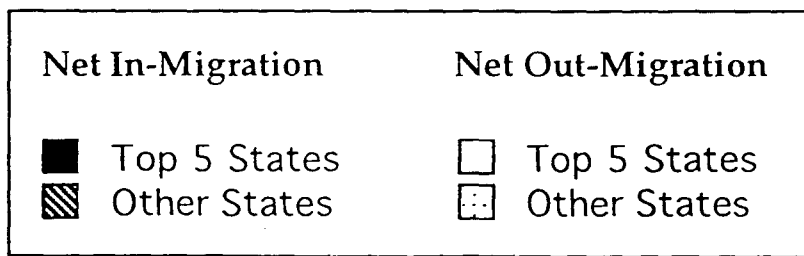 Net In-Migration Net Out-Migration
Top 5 States Top 5 States
Other States Other States